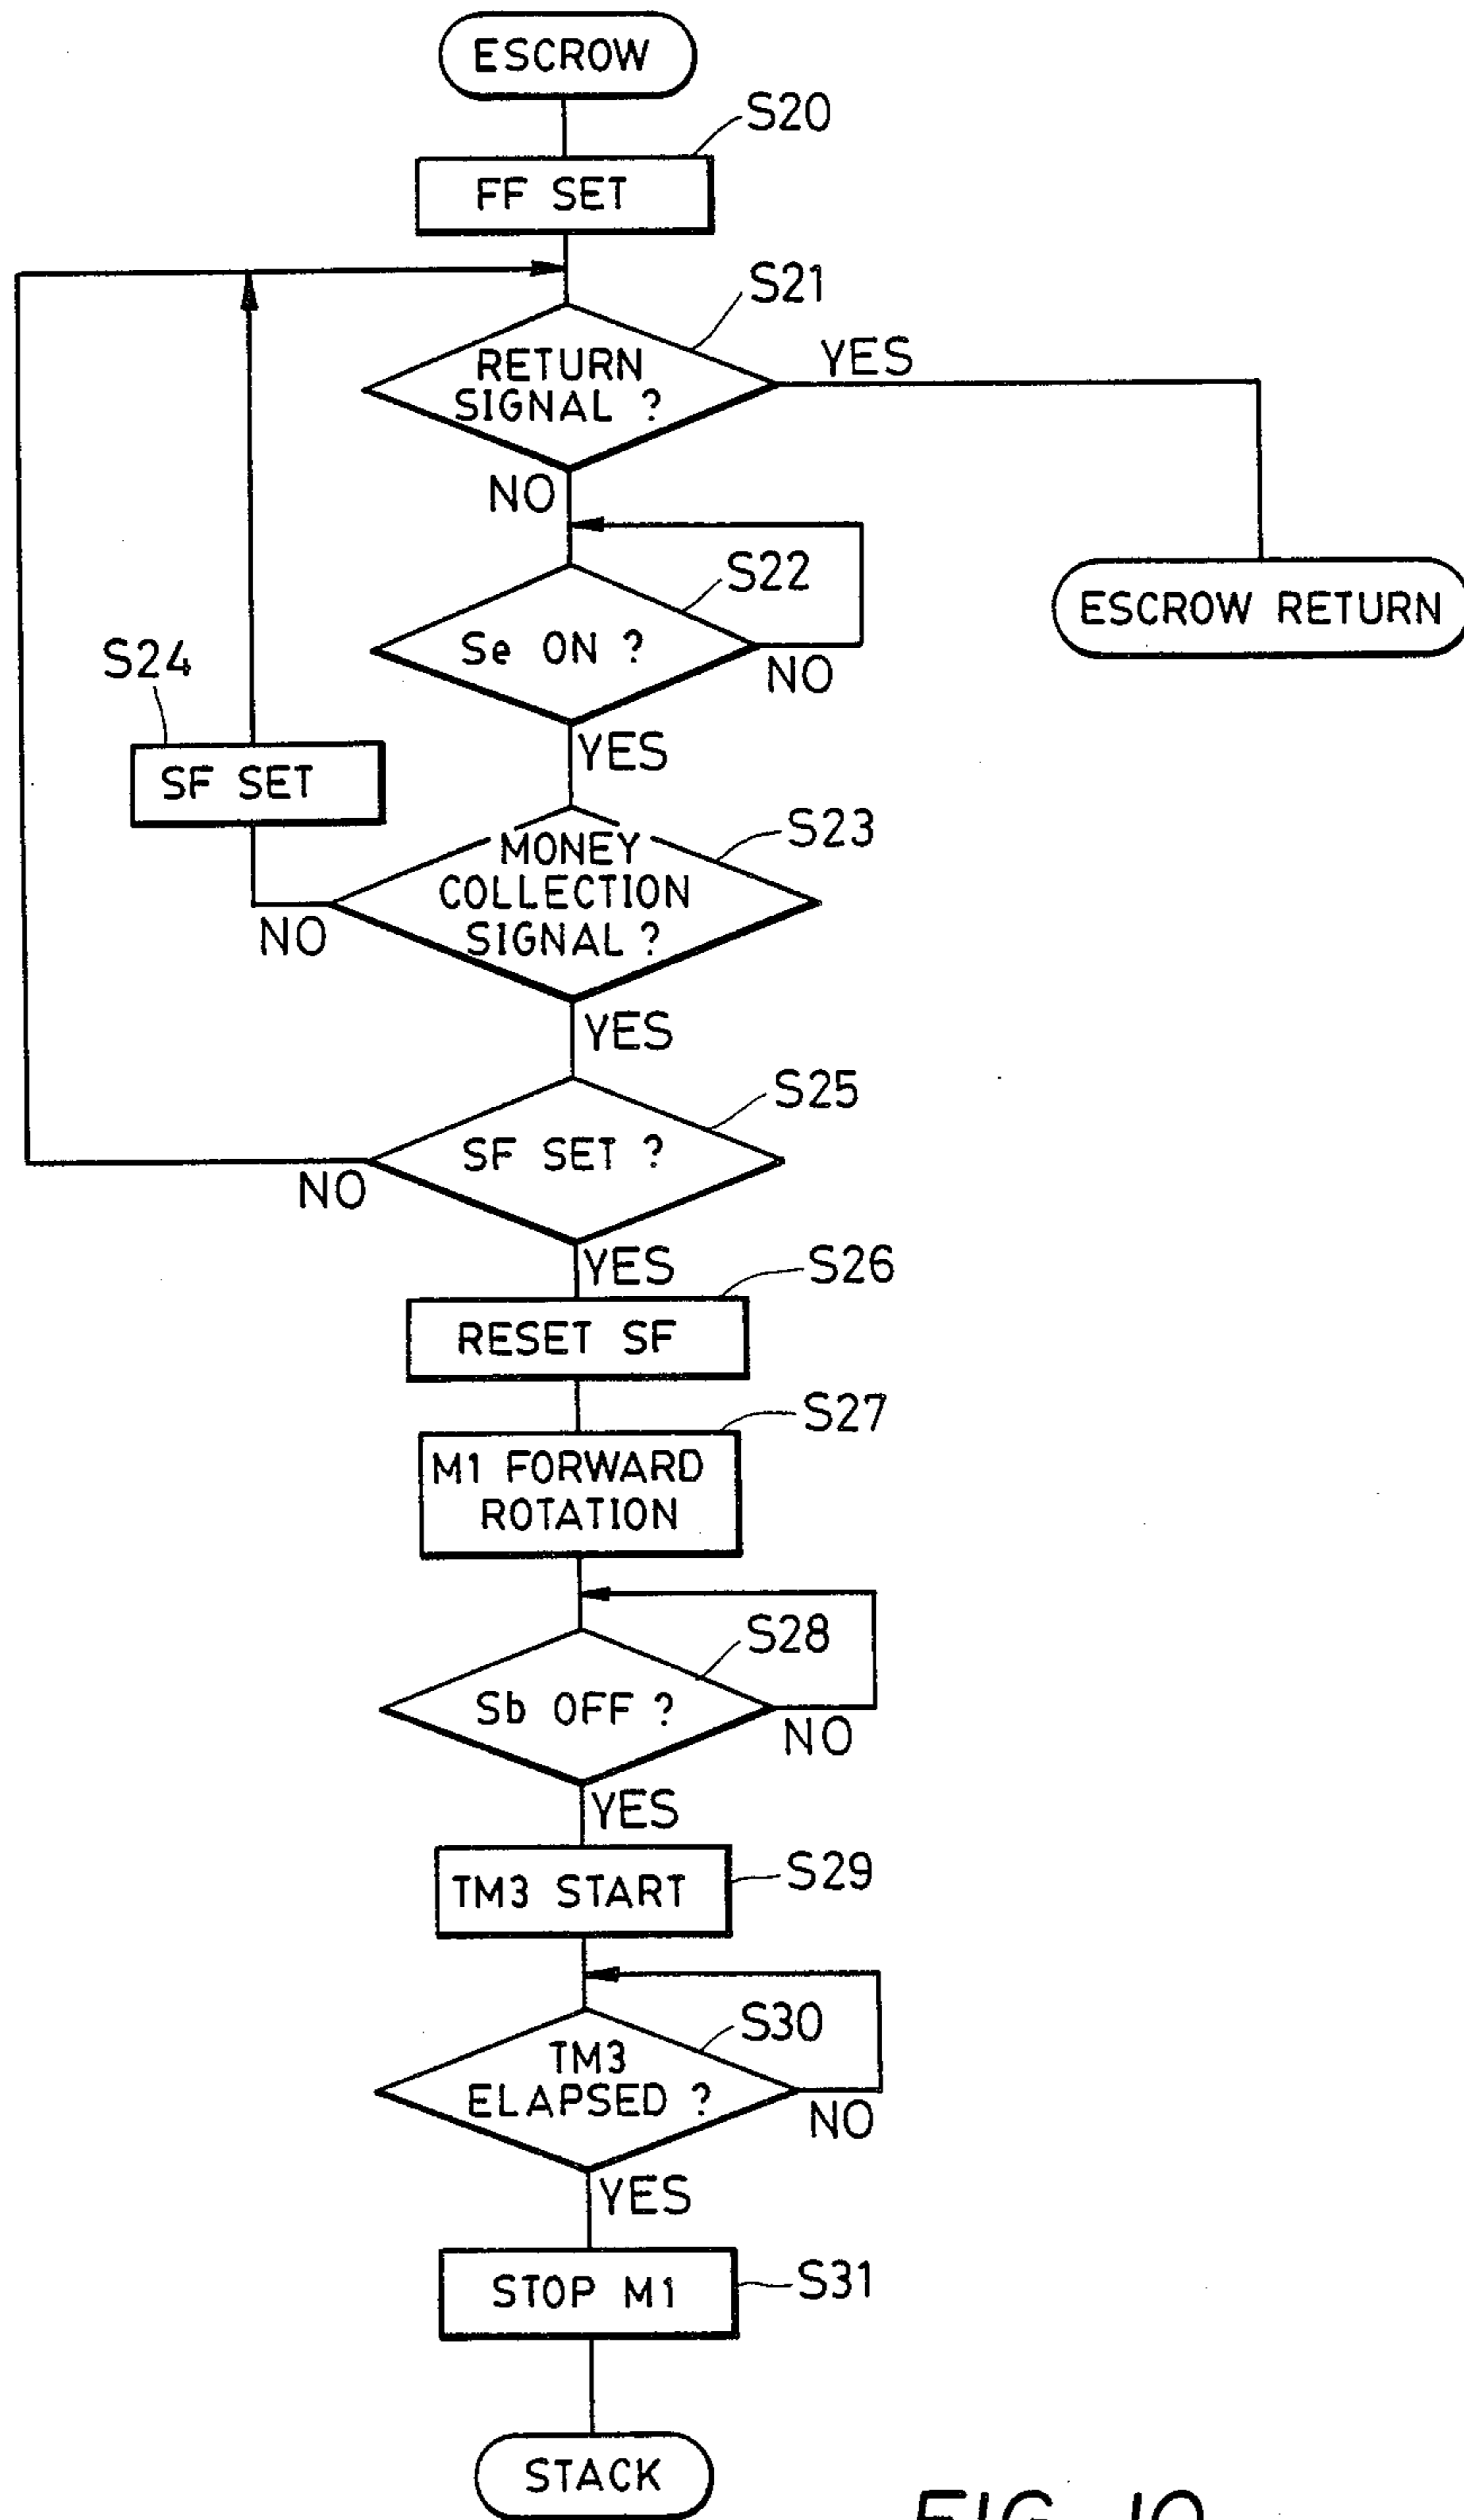 ESCROW
S20
FF SET
S21
RETURN
SIGNAL ?
YES
NO
S22
Se ON ?
NO
ESCROW RETURN
S24
YES
SF SET
S23
MONEY
COLLECTION
SIGNAL ?
NO
YES
S25
SF SET ?
NO
YES
S26
RESET SF
S27
M1 FORWARD
ROTATION
S28
Sb OFF ?
NO
YES
S29
TM3 START
S30
TM3
ELAPSED ?
NO
YES
S31
STOP M1
STACK
FIG. 10